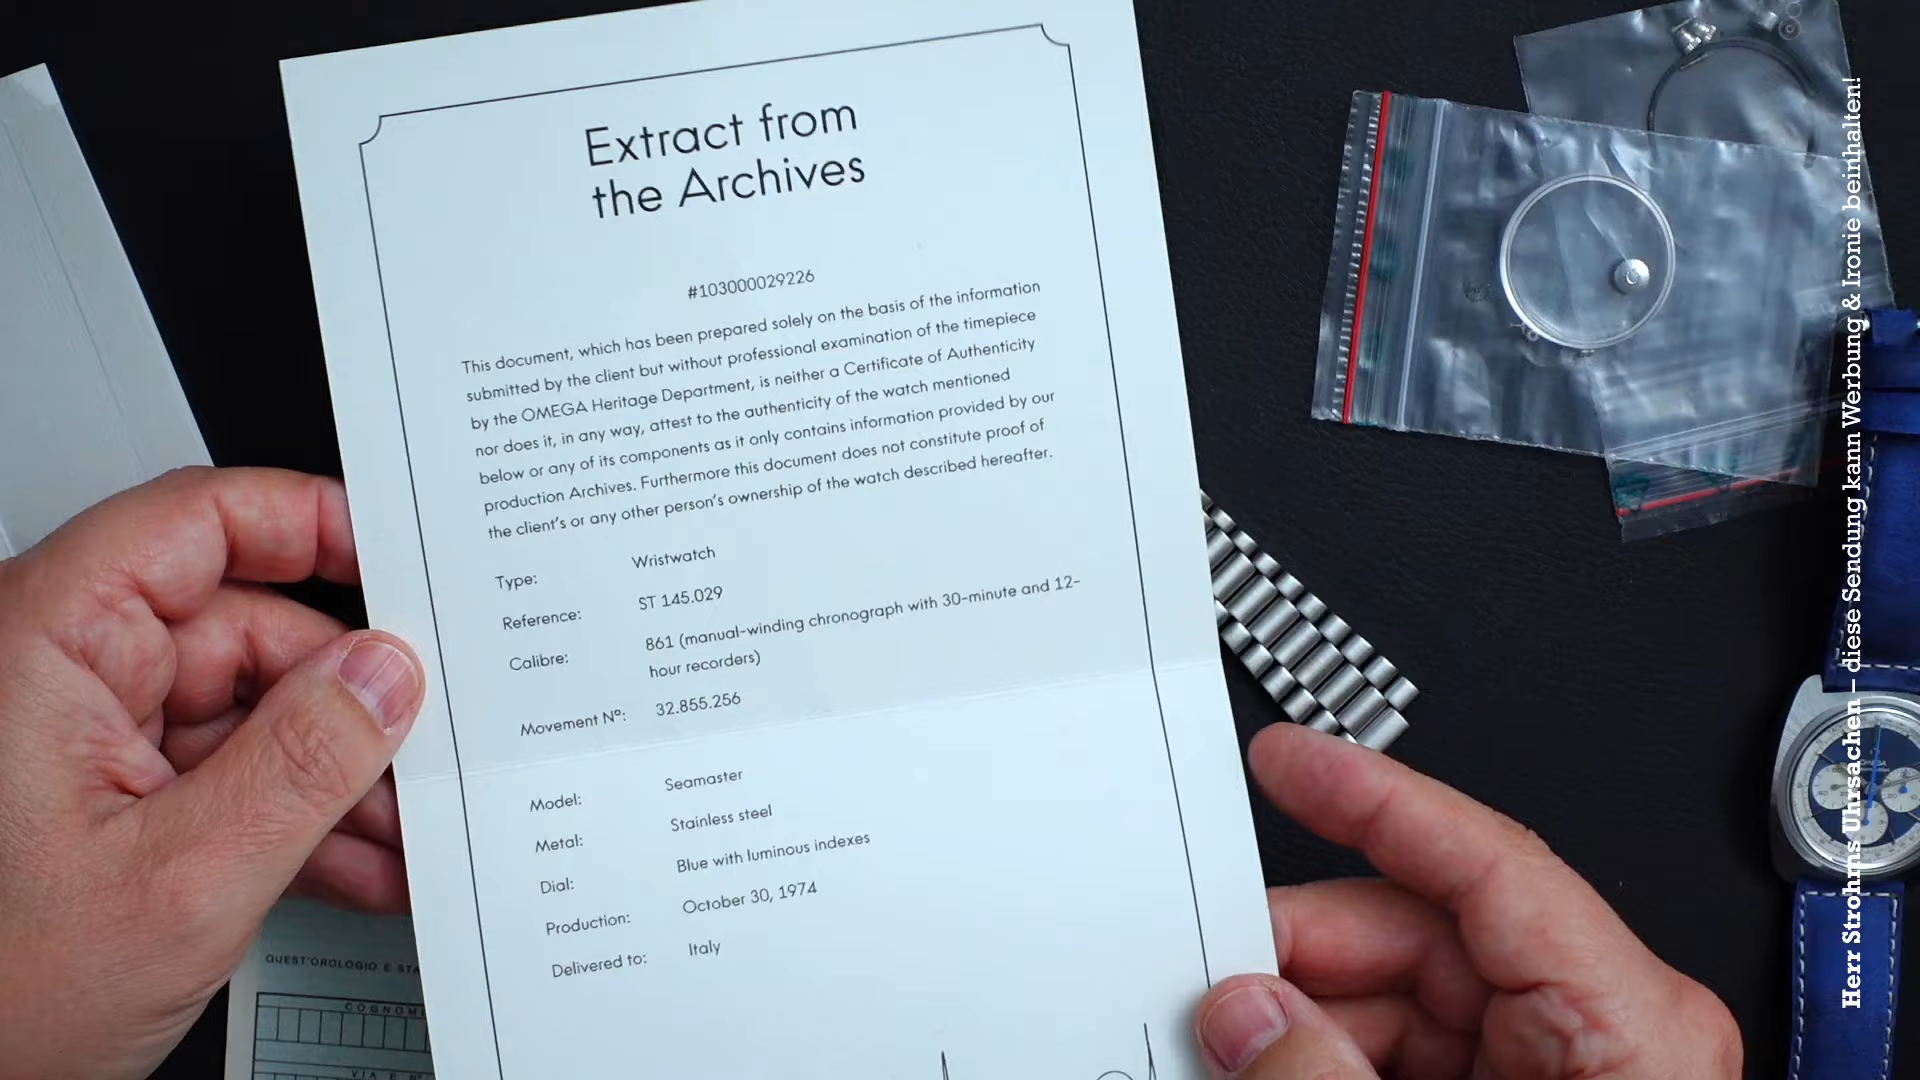 Extract from
the Archives
#103000029226
This document, which has been prepared solely on the basis of the information
submitted by the client but without professional examination of the timepiece
by the OMEGA Heritage Department, is neither a Certificate of Authenticity
nor does it, in any way, attest to the authenticity of the watch mentioned
below or any of its components as it only contains information provided by our
production Archives. Furthermore this document does not constitute proof of
the client's or any other person's ownership of the watch described hereafter.
Type: Wristwatch
Reference: ST 145.029
Calibre: 861 (manual-winding chronograph with 30-minute and 12-
hour recorders)
Movement Nº: 32.855.256
Model: Seamaster
Metal: Stainless steel
Dial: Blue with luminous indexes
Production: October 30, 1974
Delivered to: Italy
QUEST'OROLOGIO È STA
COGNOM
VIA E N°
OMEGA
Herr Strohms Uhrsachen – diese Sendung kann Werbung & Ironie beinhalten!